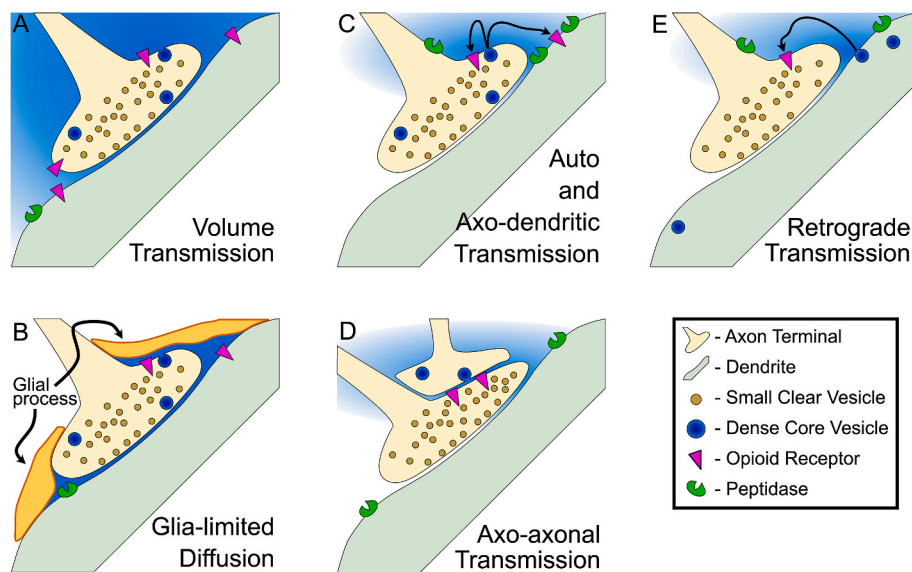 A
Volume
Transmission
B
Glial
process
Glia-limited
Diffusion
C
Auto
and
Axo-dendritic
Transmission
D
Axo-axonal
Transmission
E
Retrograde
Transmission
- Axon Terminal
- Dendrite
- Small Clear Vesicle
- Dense Core Vesicle
- Opioid Receptor
- Peptidase